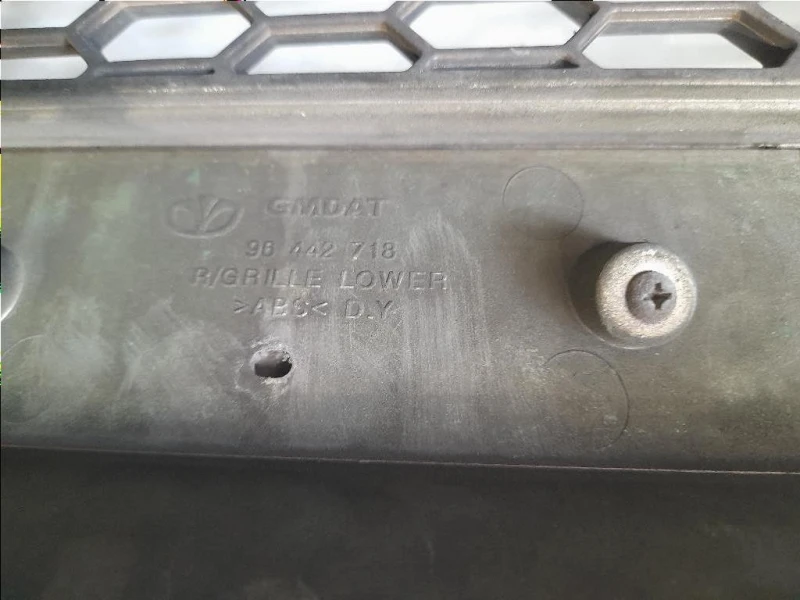 GMDAT
96 442 718
R/GRILLE LOWER
>ABS< D.Y